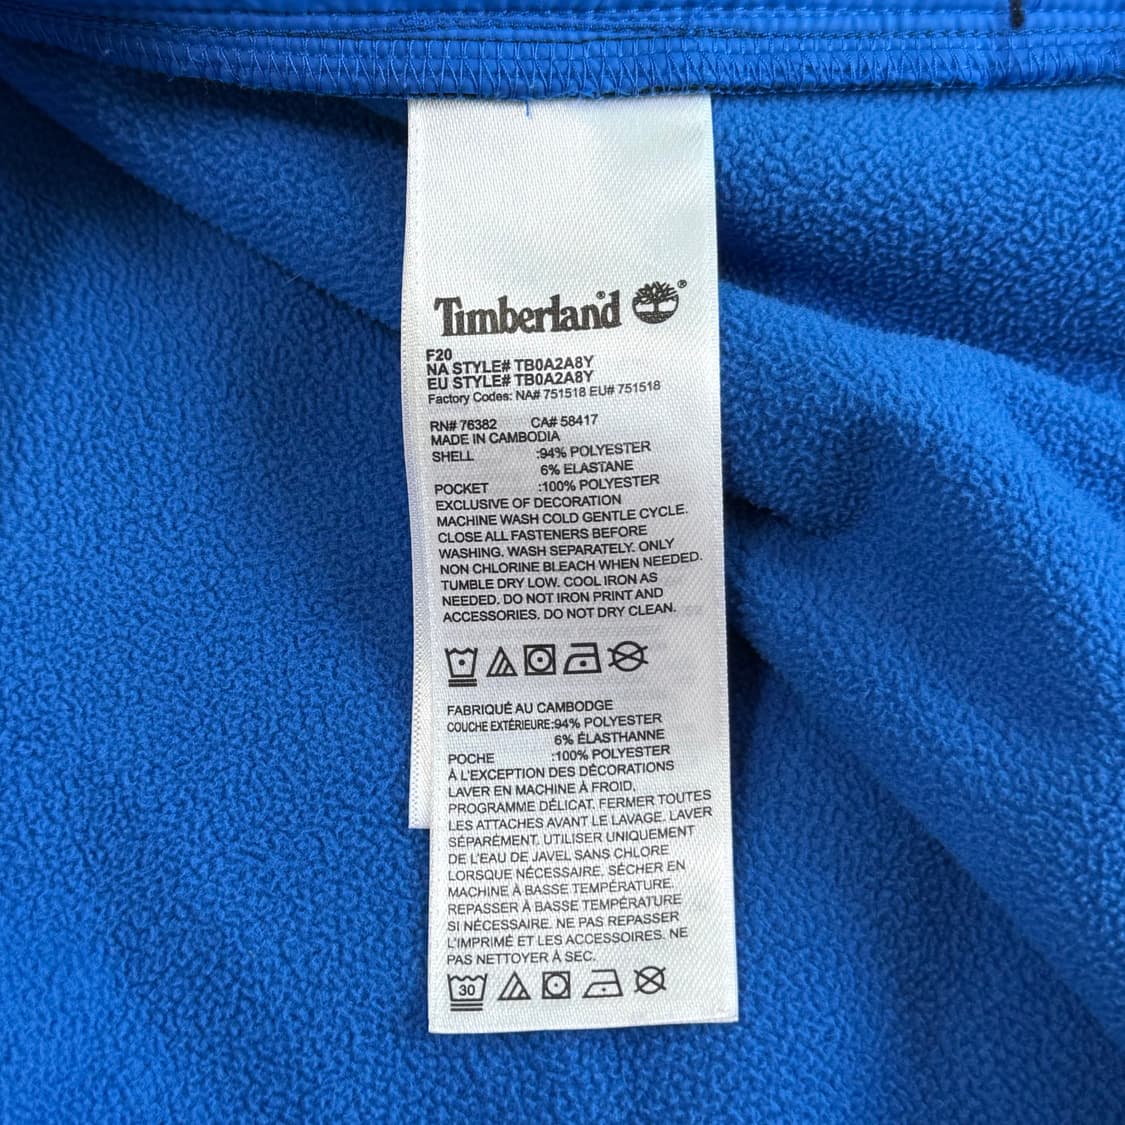 Timberland®
F20
NA STYLE# TB0A2A8Y
EU STYLE# TB0A2A8Y
Factory Codes: NA# 751518 EU# 751518
RN# 76382 CA# 58417
MADE IN CAMBODIA
SHELL :94% POLYESTER
6% ELASTANE
POCKET :100% POLYESTER
EXCLUSIVE OF DECORATION
MACHINE WASH COLD GENTLE CYCLE.
CLOSE ALL FASTENERS BEFORE
WASHING. WASH SEPARATELY. ONLY
NON CHLORINE BLEACH WHEN NEEDED.
TUMBLE DRY LOW. COOL IRON AS
NEEDED. DO NOT IRON PRINT AND
ACCESSORIES. DO NOT DRY CLEAN.
FABRIQUÉ AU CAMBODGE
COUCHE EXTÉRIEURE:94% POLYESTER
6% ÉLASTHANNE
POCHE :100% POLYESTER
À L'EXCEPTION DES DÉCORATIONS
LAVER EN MACHINE À FROID,
PROGRAMME DÉLICAT. FERMER TOUTES
LES ATTACHES AVANT LE LAVAGE. LAVER
SÉPARÉMENT. UTILISER UNIQUEMENT
DE L'EAU DE JAVEL SANS CHLORE
LORSQUE NÉCESSAIRE. SÉCHER EN
MACHINE À BASSE TEMPÉRATURE.
REPASSER À BASSE TEMPÉRATURE
SI NÉCESSAIRE. NE PAS REPASSER
L'IMPRIMÉ ET LES ACCESSOIRES. NE
PAS NETTOYER À SEC.
30